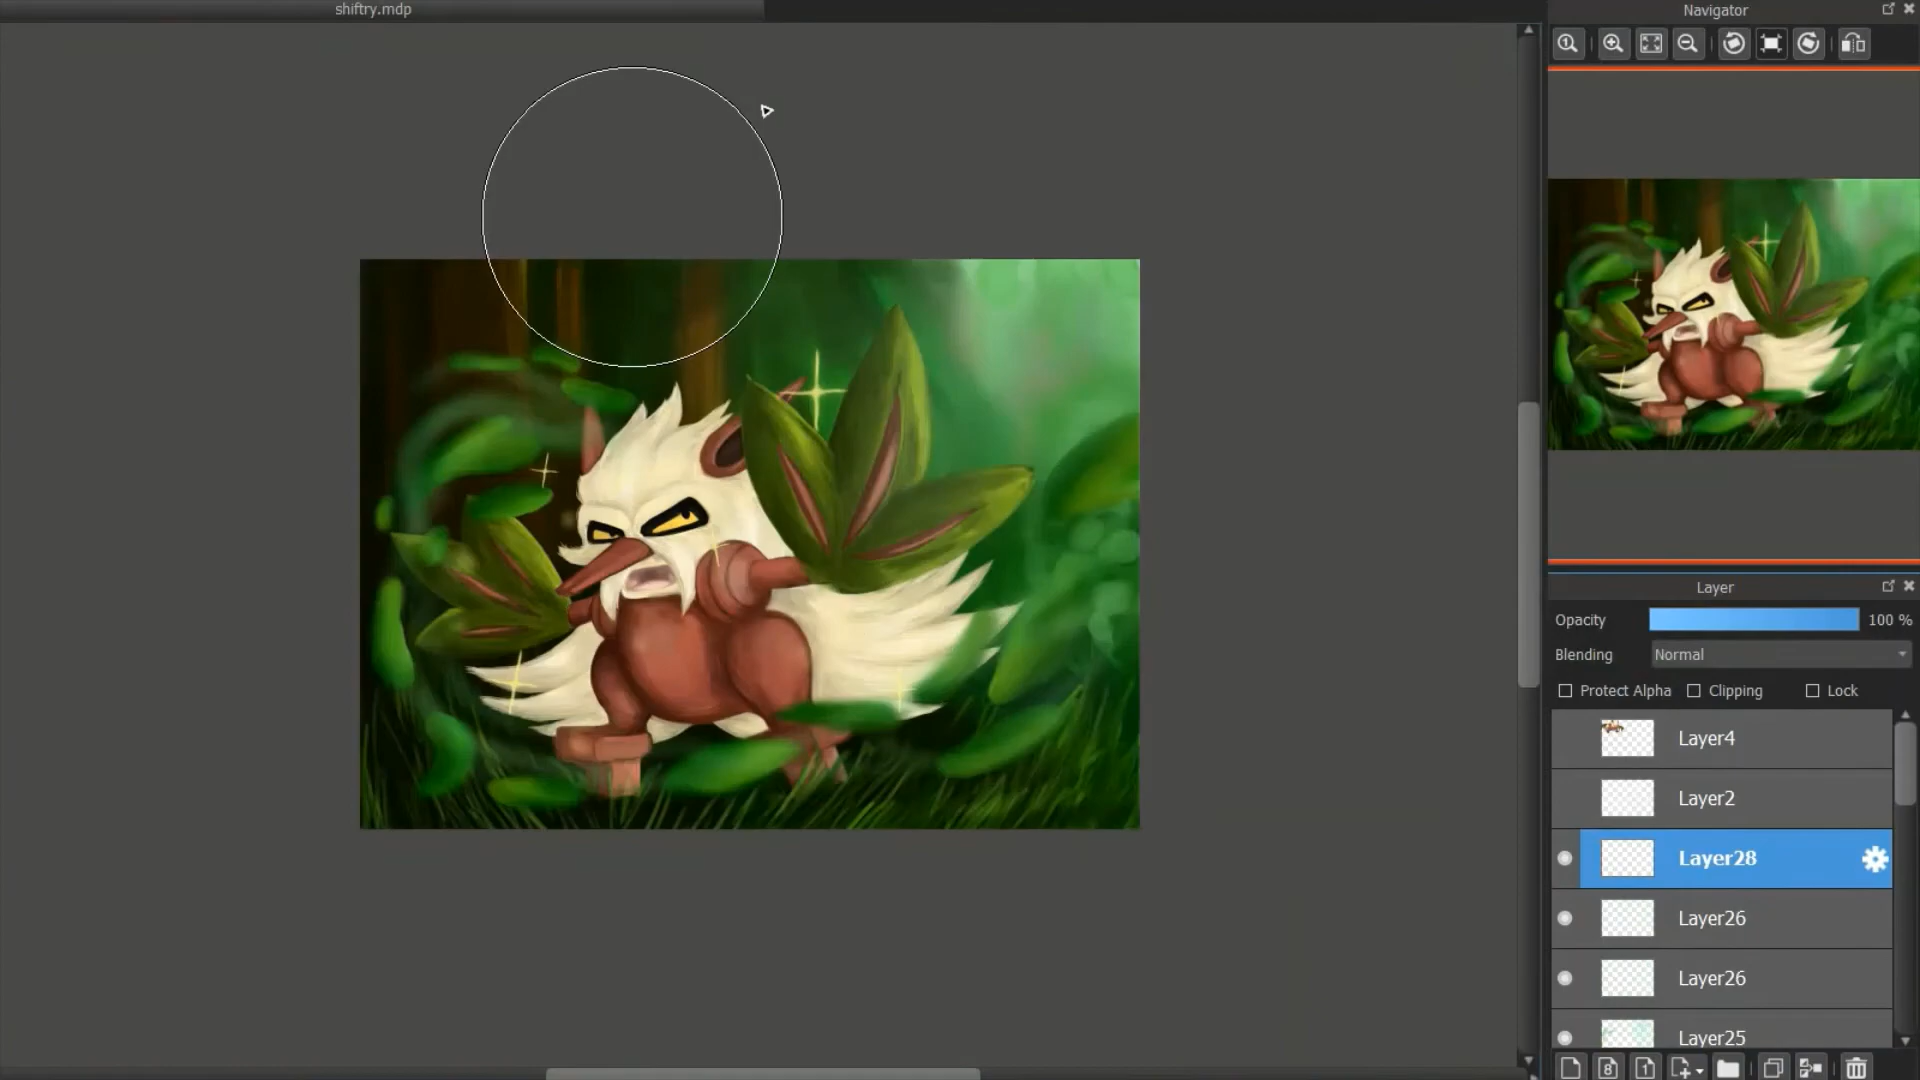 shiftry.mdp
Navigator
Layer
Opacity 100 %
Blending Normal
Protect Alpha Clipping Lock
Layer4
Layer2
Layer28
Layer26
Layer26
Layer25